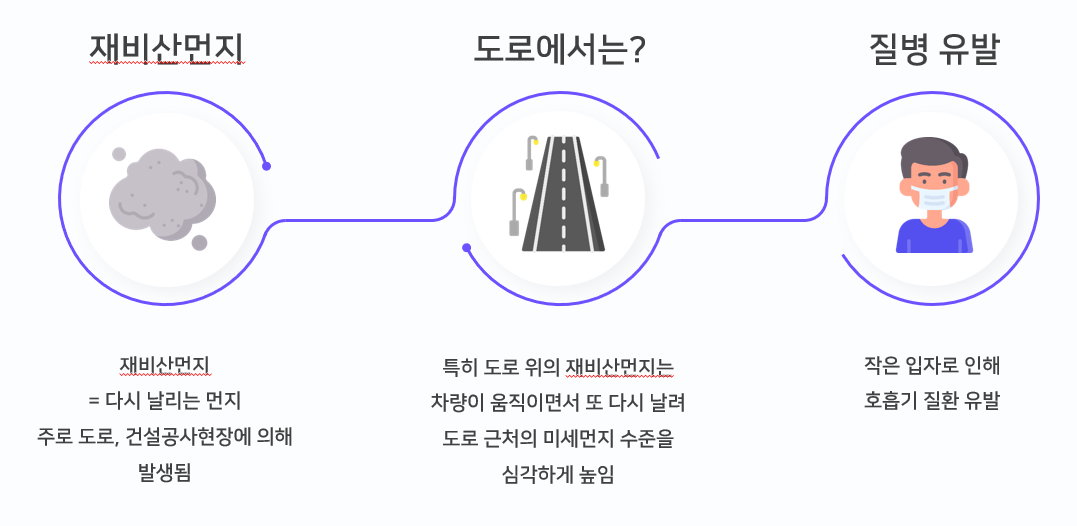 재비산먼지
도로에서는?
질병 유발
재비산먼지
= 다시 날리는 먼지
주로 도로, 건설공사현장에 의해
발생됨
특히 도로 위의 재비산먼지는
차량이 움직이면서 또 다시 날려
도로 근처의 미세먼지 수준을
심각하게 높임
작은 입자로 인해
호흡기 질환 유발